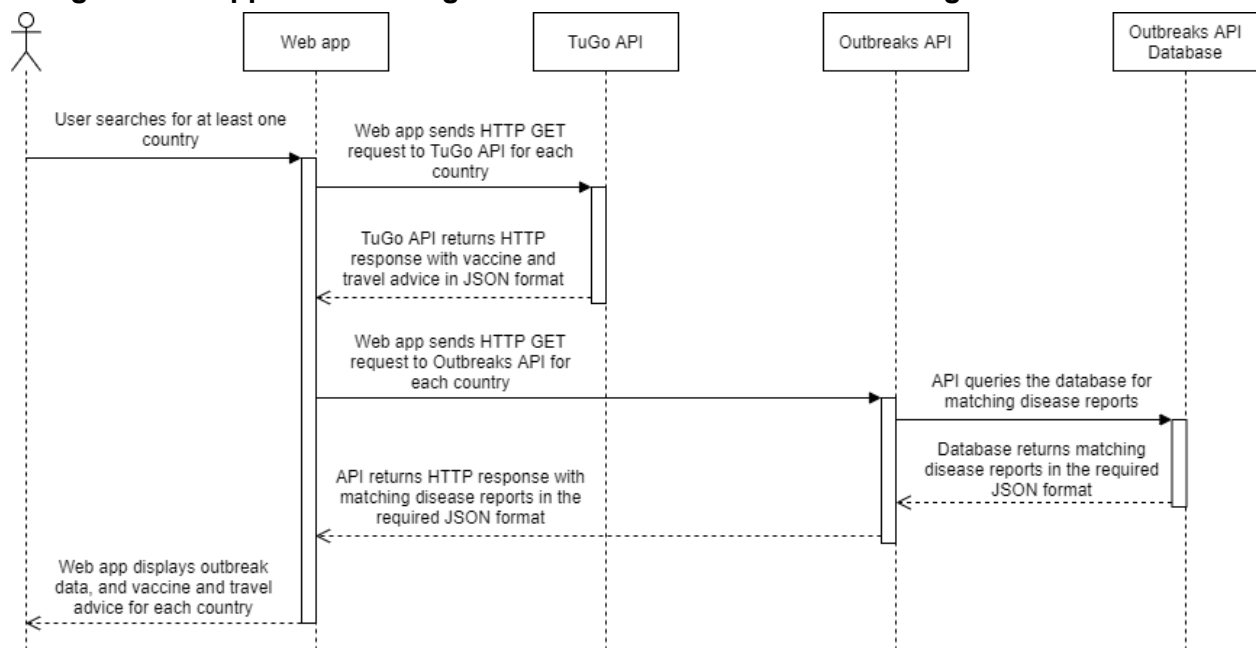 Web app
TuGo API
Outbreaks API
Outbreaks API
Database
User searches for at least one
country
Web app sends HTTP GET
request to TuGo API for each
country
TuGo API returns HTTP
response with vaccine and
travel advice in JSON format
Web app sends HTTP GET
request to Outbreaks API for
each country
API queries the database for
matching disease reports
Database returns matching
disease reports in the required
JSON format
API returns HTTP response with
matching disease reports in the
required JSON format
Web app displays outbreak
data, and vaccine and travel
advice for each country